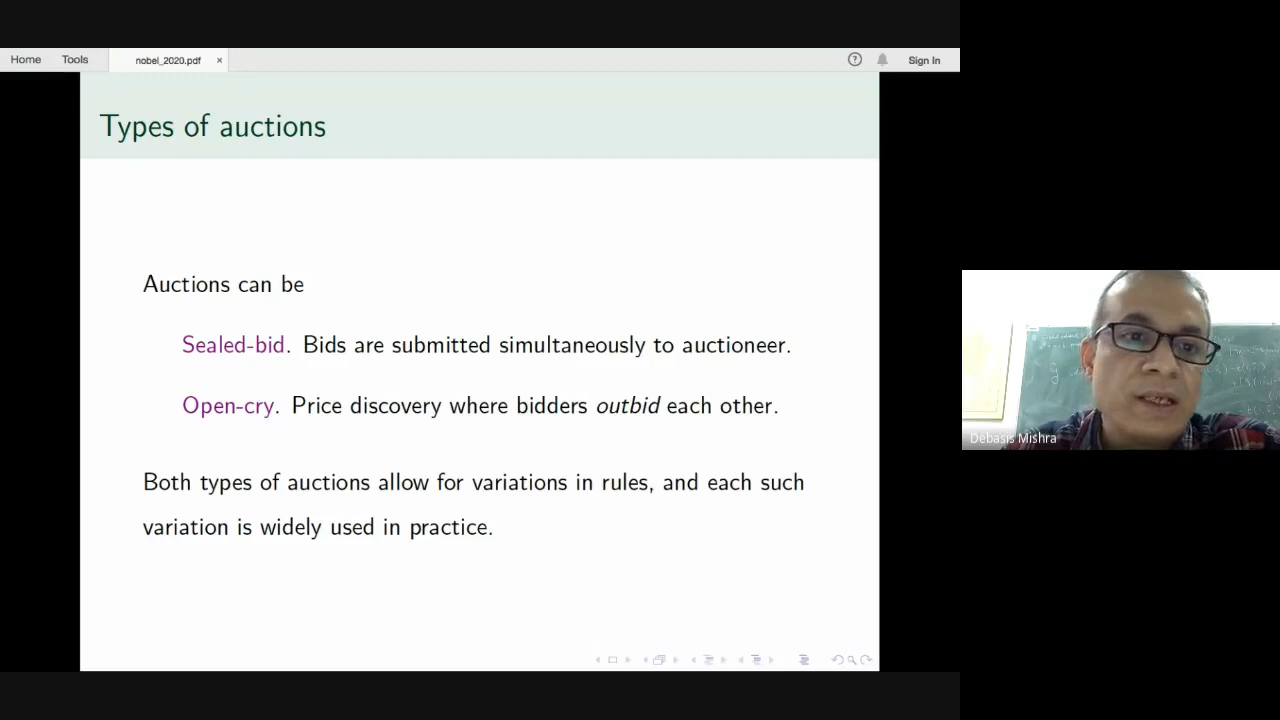 Home Tools nobel_2020.pdf × ? Sign In
Types of auctions
Auctions can be
Sealed-bid. Bids are submitted simultaneously to auctioneer.
Open-cry. Price discovery where bidders outbid each other.
Both types of auctions allow for variations in rules, and each such
variation is widely used in practice.
Debasis Mishra